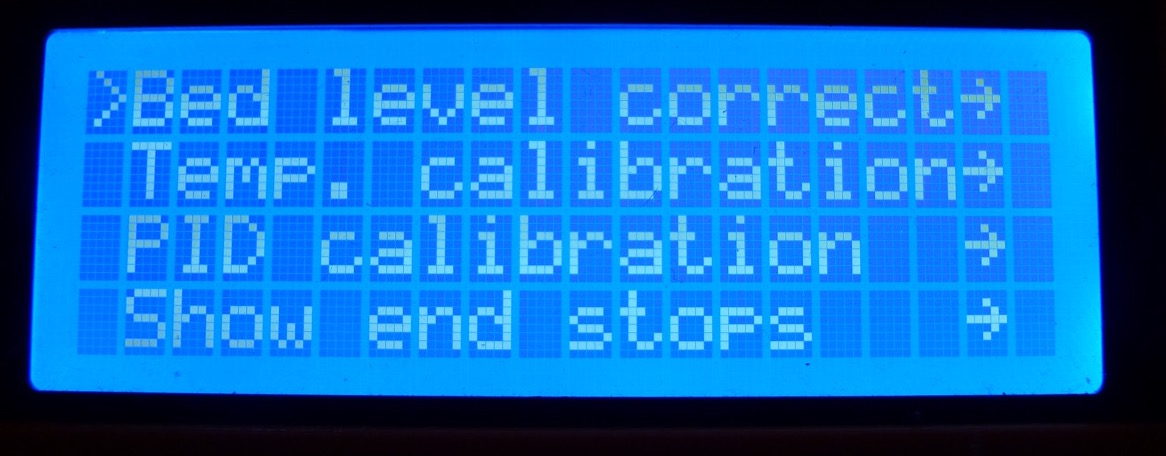 >Bed level correct→
Temp. calibration→
PID calibration →
Show end stops →